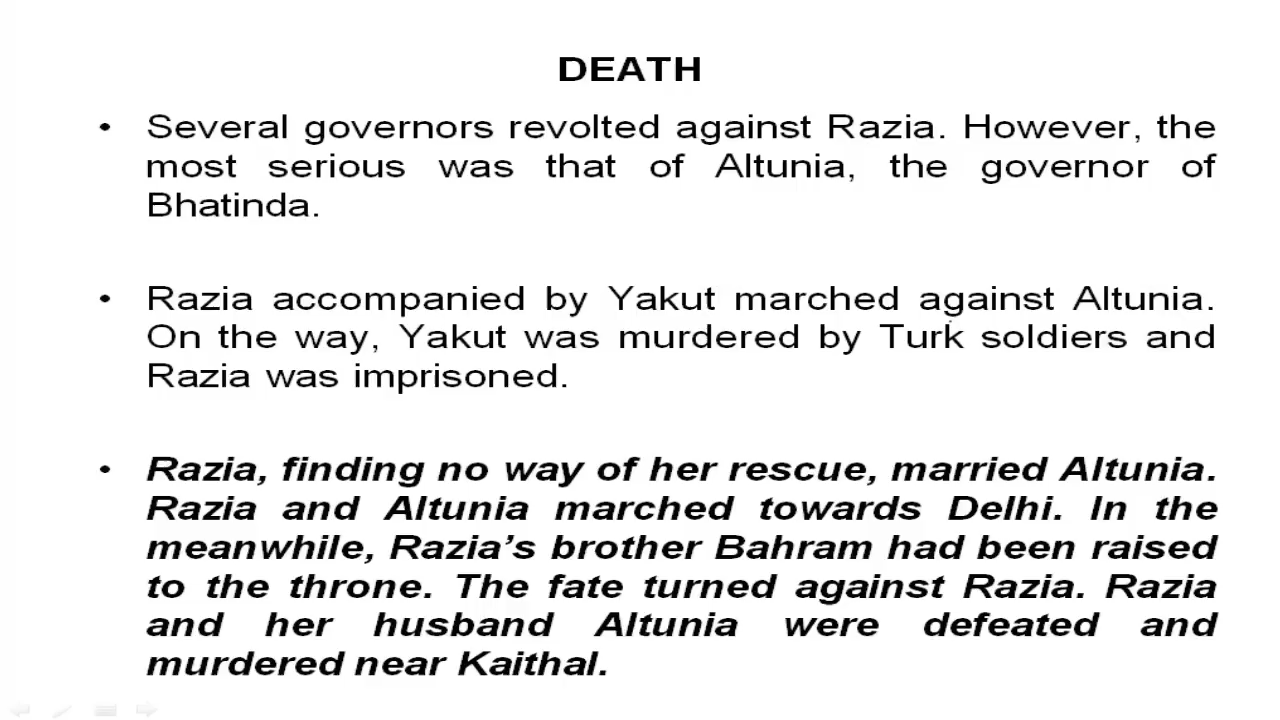 DEATH
• Several governors revolted against Razia. However, the
most serious was that of Altunia, the governor of
Bhatinda.
• Razia accompanied by Yakut marched against Altunia.
On the way, Yakut was murdered by Turk soldiers and
Razia was imprisoned.
• Razia, finding no way of her rescue, married Altunia.
Razia and Altunia marched towards Delhi. In the
meanwhile, Razia's brother Bahram had been raised
to the throne. The fate turned against Razia. Razia
and her husband Altunia were defeated and
murdered near Kaithal.